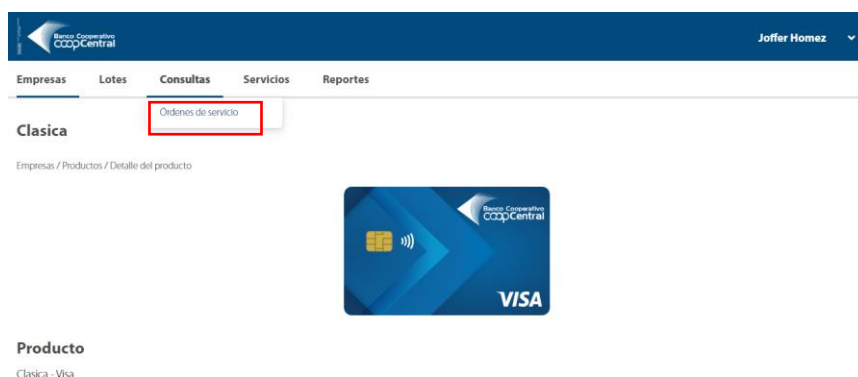 Banco Cooperativo
coopCentral
Joffer Homez
Empresas Lotes Consultas Servicios Reportes
Ordenes de servicio
Clasica
Empresas / Productos / Detalle del producto
Banco Cooperativo
coopCentral
VISA
Producto
Clasica - Visa